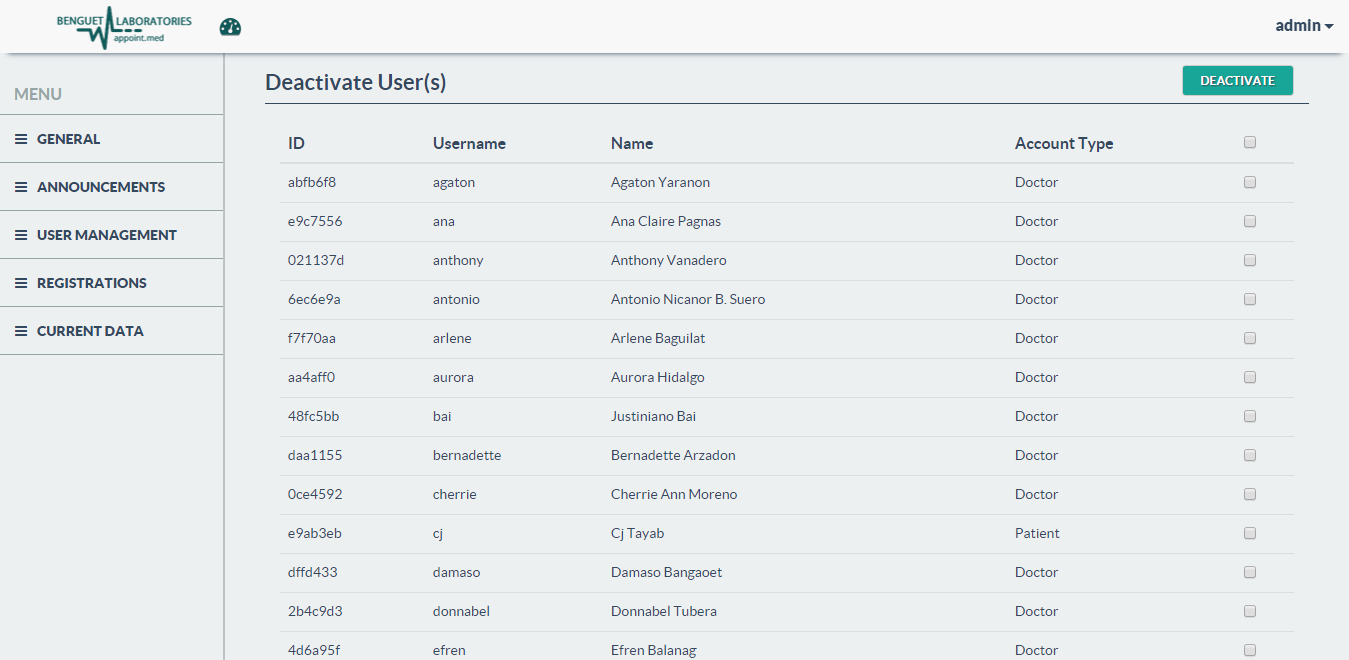 BENGUET LABORATORIES
appoint.med
admin
MENU
GENERAL
ANNOUNCEMENTS
USER MANAGEMENT
REGISTRATIONS
CURRENT DATA
Deactivate User(s)
DEACTIVATE
ID Username Name Account Type
abfb6f8 agaton Agaton Yaranon Doctor
e9c7556 ana Ana Claire Pagnas Doctor
021137d anthony Anthony Vanadero Doctor
6ec6e9a antonio Antonio Nicanor B. Suero Doctor
f7f70aa arlene Arlene Baguilat Doctor
aa4aff0 aurora Aurora Hidalgo Doctor
48fc5bb bai Justiniano Bai Doctor
daa1155 bernadette Bernadette Arzadon Doctor
0ce4592 cherrie Cherrie Ann Moreno Doctor
e9ab3eb cj Cj Tayab Patient
dffd433 damaso Damaso Bangaoet Doctor
2b4c9d3 donnabel Donnabel Tubera Doctor
4d6a95f efren Efren Balanag Doctor